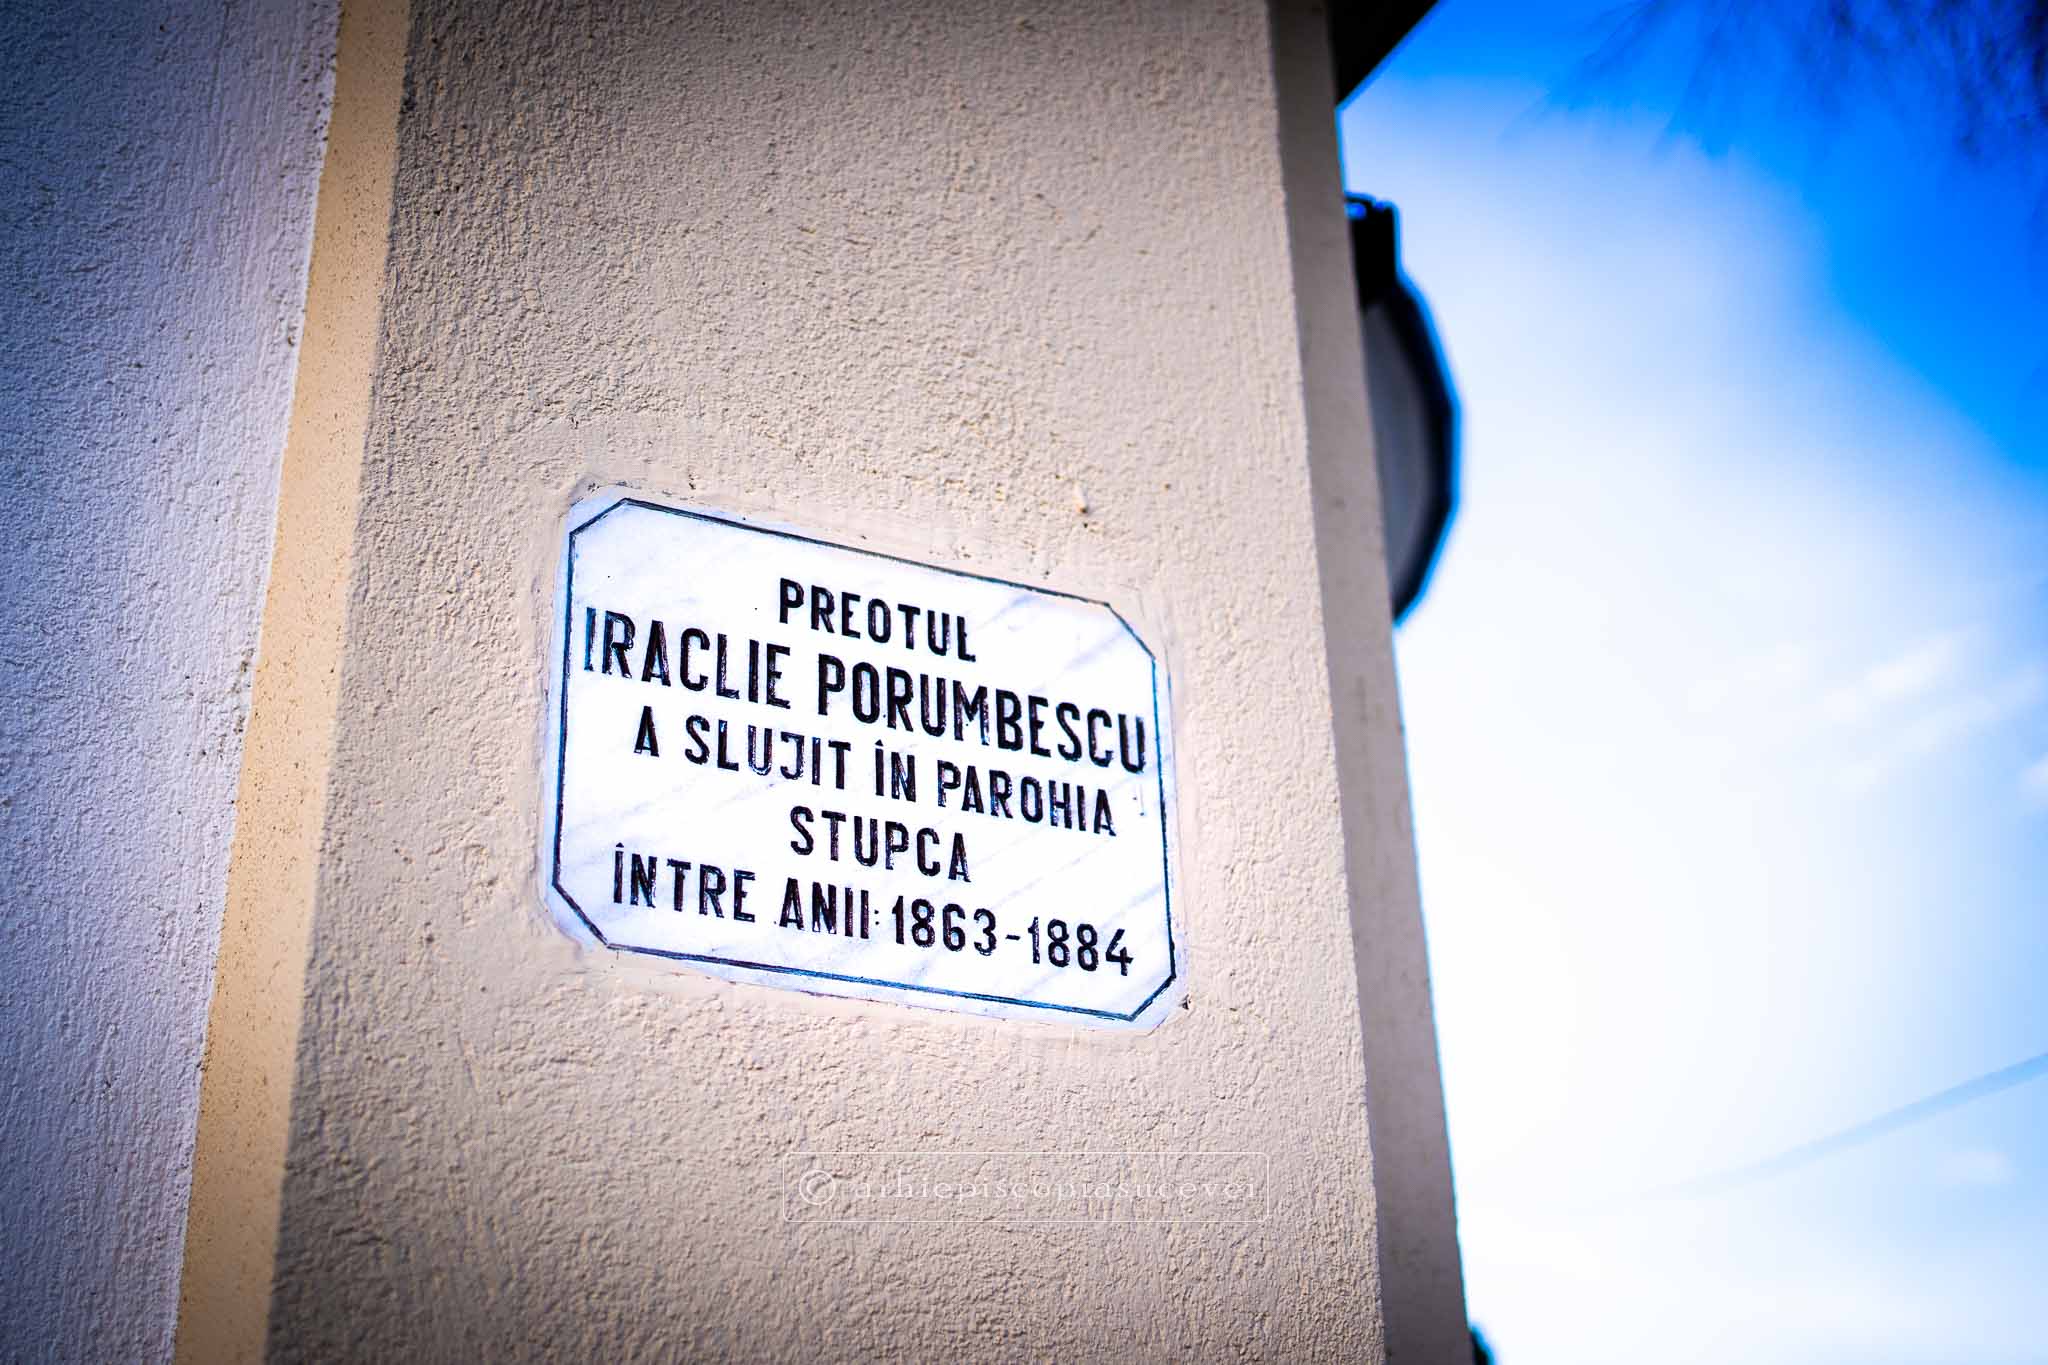 PREOTUL
IRACLIE PORUMBESCU
A SLUJIT ÎN PAROHIA
STUPCA
ÎNTRE ANII: 1863-1884
© arhiepiscopiasucevei